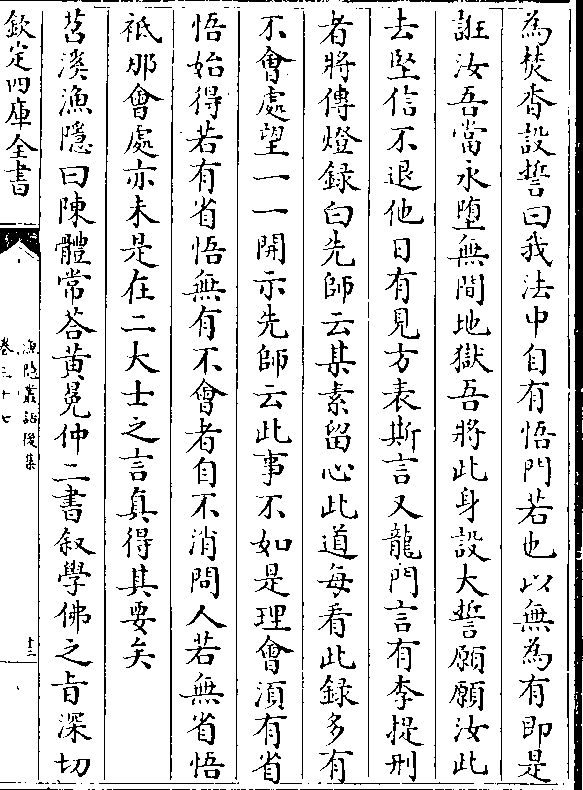 為焚香設誓曰我法中自有悟門若也以無為有即是
誑汝吾當永墮無間地獄吾將此身設大誓願願汝此
去堅信不退他日有見方表斯言又龍門言有李提刑
者將傳燈録白先師云某素留心此道每看此録多有
不會處望一一開示先師云此事不如是理會湏有省
悟始得若有省悟無有不會者自不消問人若無省悟
祇那會處亦未是在二大士之言真得其要矣
苕溪漁隱曰陳體常荅黄冕仲二書叙學佛之旨深切
欽定四庫全書
漁隱叢話後集
卷三十七
十三